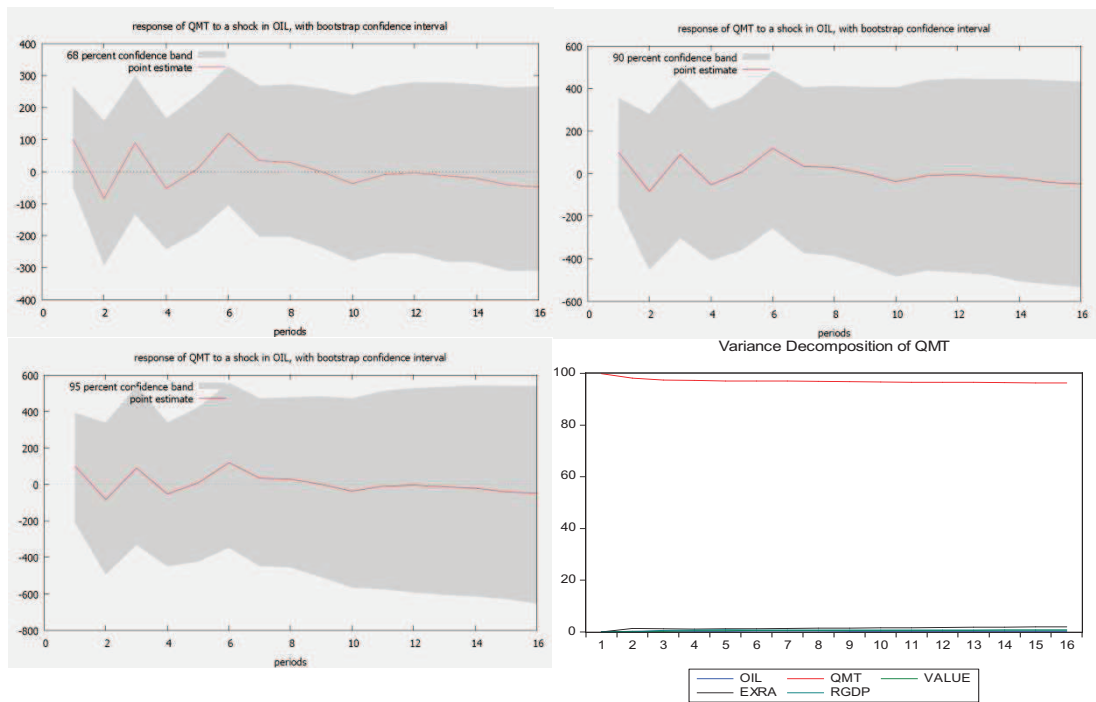 response of QMT to a shock in OIL, with bootstrap confidence interval
400
300
200
100
0
-100
-200
-300
-400
68 percent confidence band
point estimate
0 2 4 6 8 10 12 14 16
periods
response of QMT to a shock in OIL, with bootstrap confidence interval
600
400
200
0
-200
-400
-600
90 percent confidence band
point estimate
0 2 4 6 8 10 12 14 16
periods
response of QMT to a shock in OIL, with bootstrap confidence interval
600
400
200
0
-200
-400
-600
-800
95 percent confidence band
point estimate
0 2 4 6 8 10 12 14 16
periods
Variance Decomposition of QMT
100
80
60
40
20
0
1 2 3 4 5 6 7 8 9 10 11 12 13 14 15 16
OIL QMT VALUE
EXRA RGDP